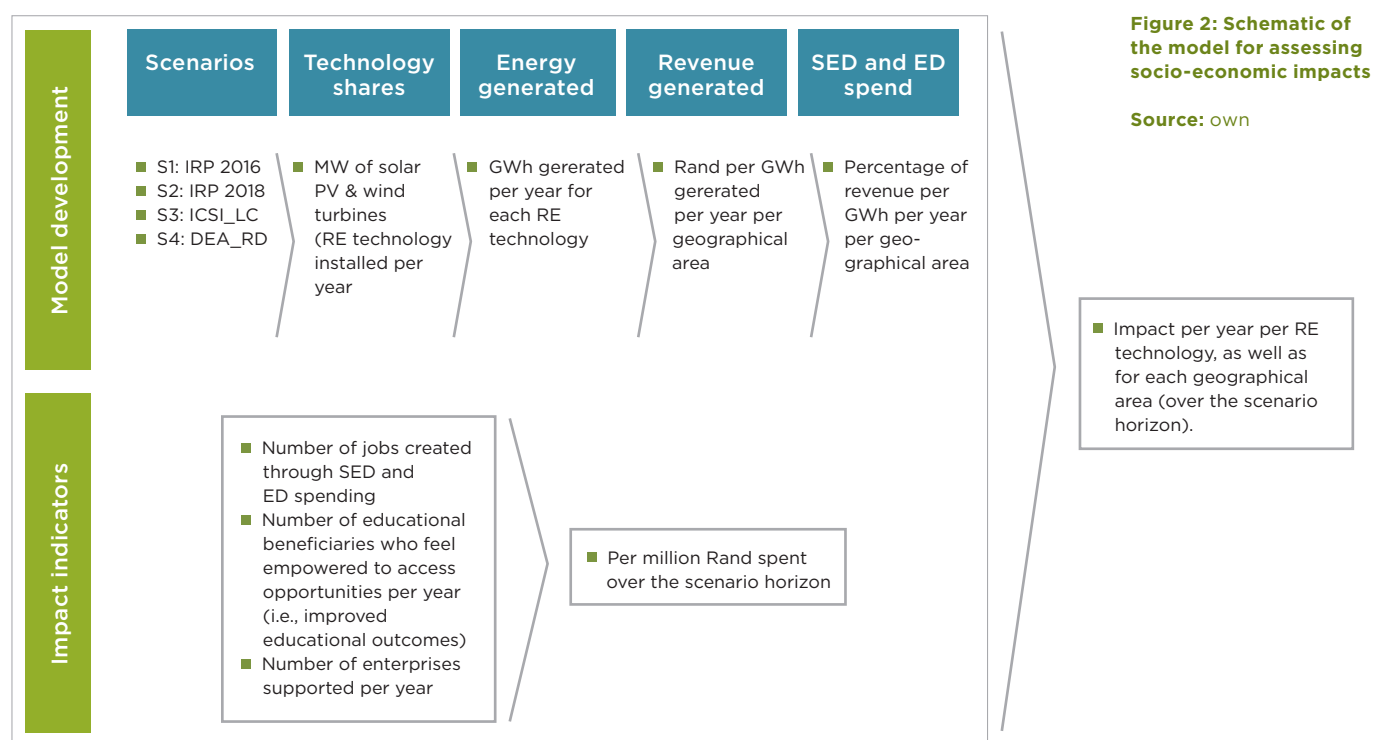 Figure 2: Schematic of
the model for assessing
socio-economic impacts
Source: own
Model development
Scenarios
Technology
shares
Energy
generated
Revenue
generated
SED and ED
spend
S1: IRP 2016
S2: IRP 2018
S3: ICSI_LC
S4: DEA_RD
MW of solar
PV & wind
turbines
(RE technology
installed per
year
GWh gererated
per year for
each RE
technology
Rand per GWh
gererated
per year per
geographical
area
Percentage of
revenue per
GWh per year
per geo-
graphical area
Impact indicators
Number of jobs created
through SED and
ED spending
Number of educational
beneficiaries who feel
empowered to access
opportunities per year
(i.e., improved
educational outcomes)
Number of enterprises
supported per year
Per million Rand spent
over the scenario horizon
Impact per year per RE
technology, as well as
for each geographical
area (over the scenario
horizon).